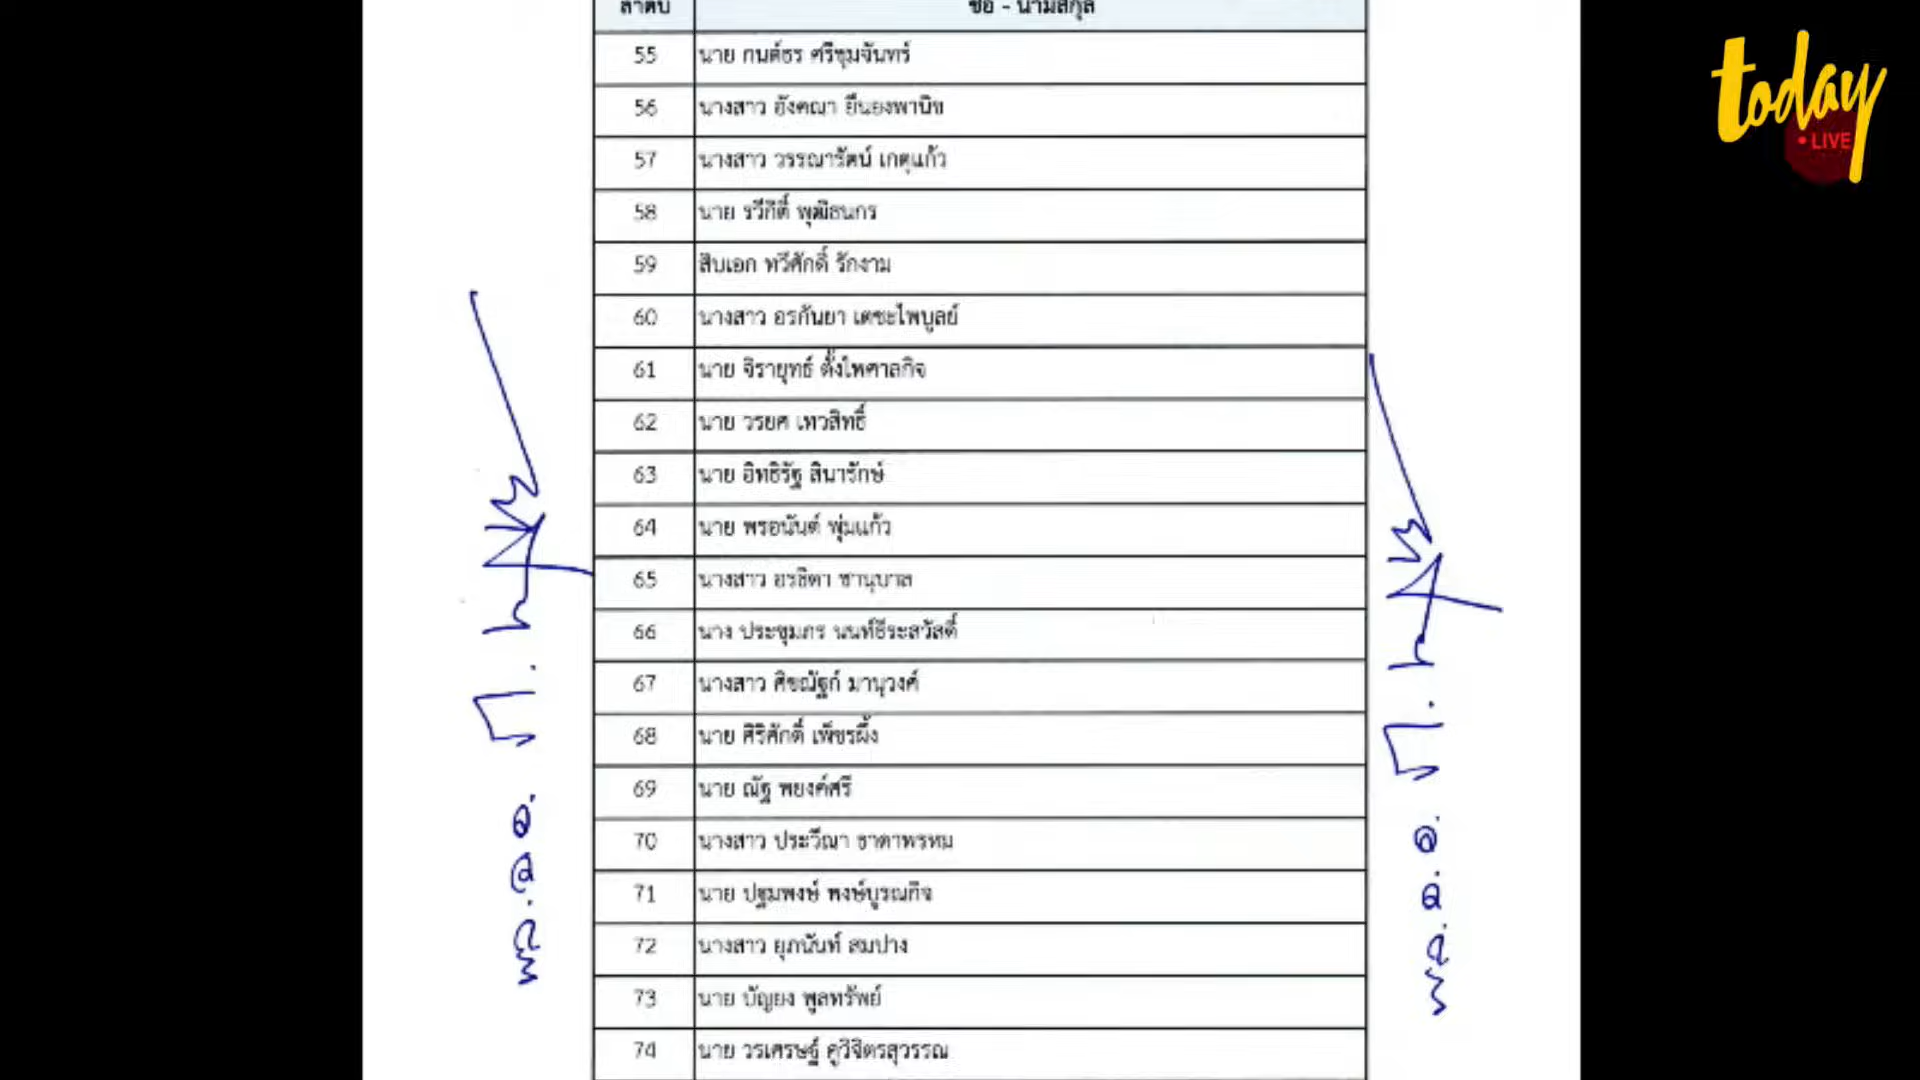 ลำดับ ชื่อ - นามสกุล
55 นาย กนต์ธร ศรีชุมจันทร์
56 นางสาว อังคณา ยืนยงพานิช
57 นางสาว วรรณารัตน์ เกตุแก้ว
58 นาย รวีกิติ์ พุฒิธนกร
59 สิบเอก ทวีศักดิ์ รักงาม
60 นางสาว อรกันยา เตชะไพบูลย์
61 นาย จิรายุทธ์ ตั้งไพศาลกิจ
62 นาย วรยศ เทวสิทธิ์
63 นาย อิทธิรัฐ สินารักษ์
64 นาย พรอนันต์ พุ่มแก้ว
65 นางสาว อรธิดา ชานุบาล
66 นาง ประชุมภร นนท์ธีระสวัสดิ์
67 นางสาว ศิชณัฐก์ มานุวงศ์
68 นาย ศิริศักดิ์ เพ็ชรผึ้ง
69 นาย ณัฐ พยงค์ศรี
70 นางสาว ประวีณา ธาดาพรหม
71 นาย ปฐมพงษ์ พงษ์บูรณกิจ
72 นางสาว ยุภนันท์ สมปาง
73 นาย บัญยง พูลทรัพย์
74 นาย วรเศรษฐ์ คูวิจิตรสุวรรณ
today
LIVE